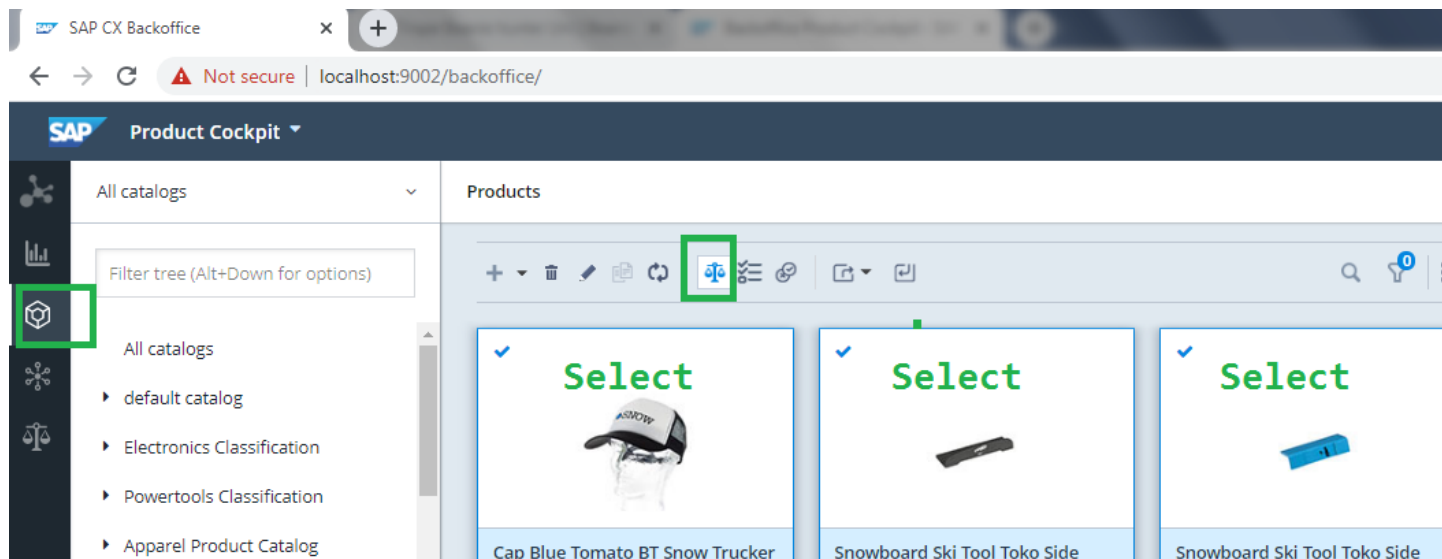 SAP CX Backoffice
Not secure | localhost:9002/backoffice/
SAP Product Cockpit
All catalogs
Products
Filter tree (Alt+Down for options)
0
All catalogs
default catalog
Electronics Classification
Powertools Classification
Apparel Product Catalog
Select
Select
Select
SNOW
Cap Blue Tomato BT Snow Trucker
Snowboard Ski Tool Toko Side
Snowboard Ski Tool Toko Side